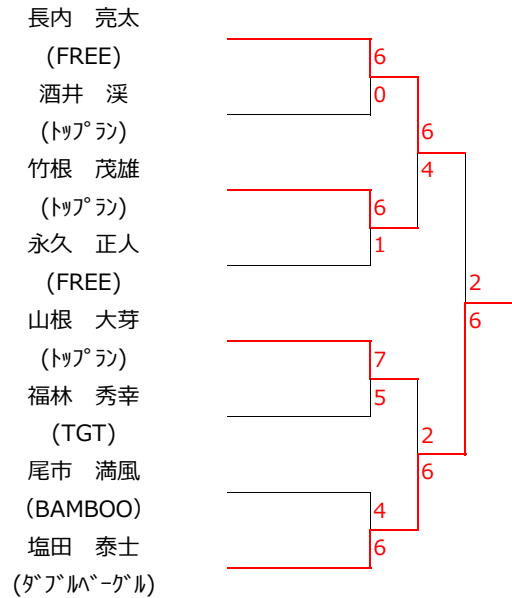 長内　亮太
(FREE)
6
酒井　渓
0
(ﾄｯﾌﾟﾗﾝ)
6
竹根　茂雄
4
(ﾄｯﾌﾟﾗﾝ)
6
永久　正人
1
(FREE)
2
山根　大芽
6
(ﾄｯﾌﾟﾗﾝ)
7
福林　秀幸
5
(TGT)
2
尾市　満風
6
(BAMBOO)
4
塩田　泰士
6
(ﾀﾞﾌﾞﾙﾍﾞｰｸﾞﾙ)